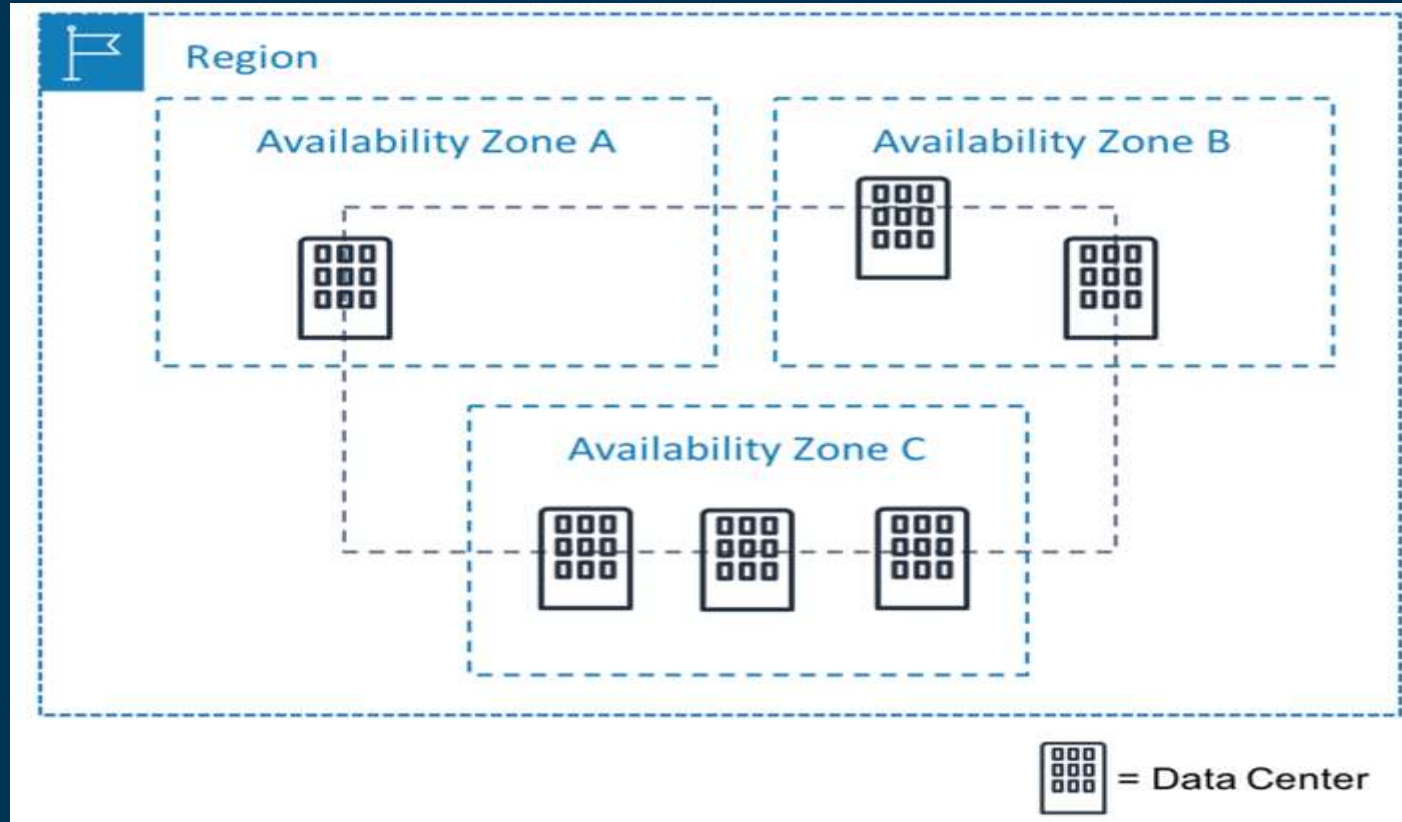 Region
Availability Zone A
Availability Zone B
Availability Zone C
= Data Center